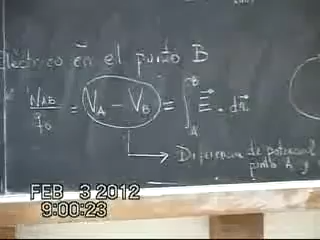 Eléctrico en el punto B
W_AB / q_0 = V_A - V_B = ∫_A^B E⃗ · dr⃗
Diferencia de potencial
punto A y
FEB 3 2012
9:00:23